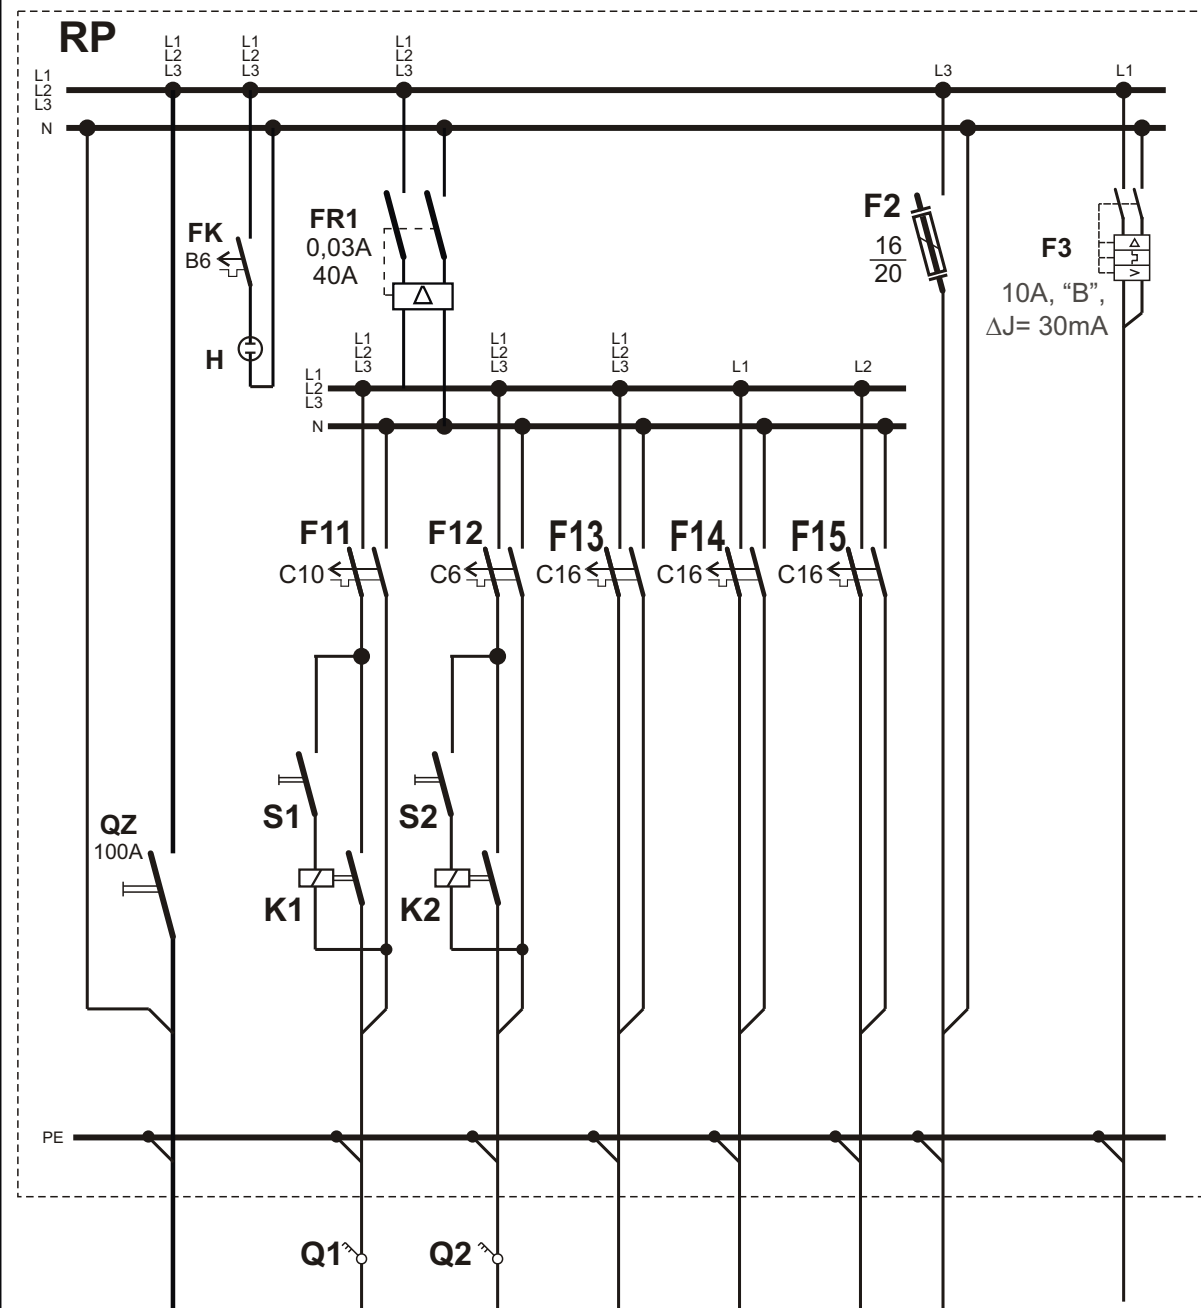 RP
L1
L2
L3
L1
L2
L3
L1
L2
L3
L3
L1
L1
L2
L3
N
FK
B6
H
FR1
0,03A
40A
F2
16
20
F3
10A, “B”,
ΔJ= 30mA
L1
L2
L3
L1
L2
L3
L1
L2
L3
L1
L2
L1
L2
L3
N
F11
C10
F12
C6
F13
C16
F14
C16
F15
C16
S1
S2
QZ
100A
K1
K2
PE
Q1
Q2